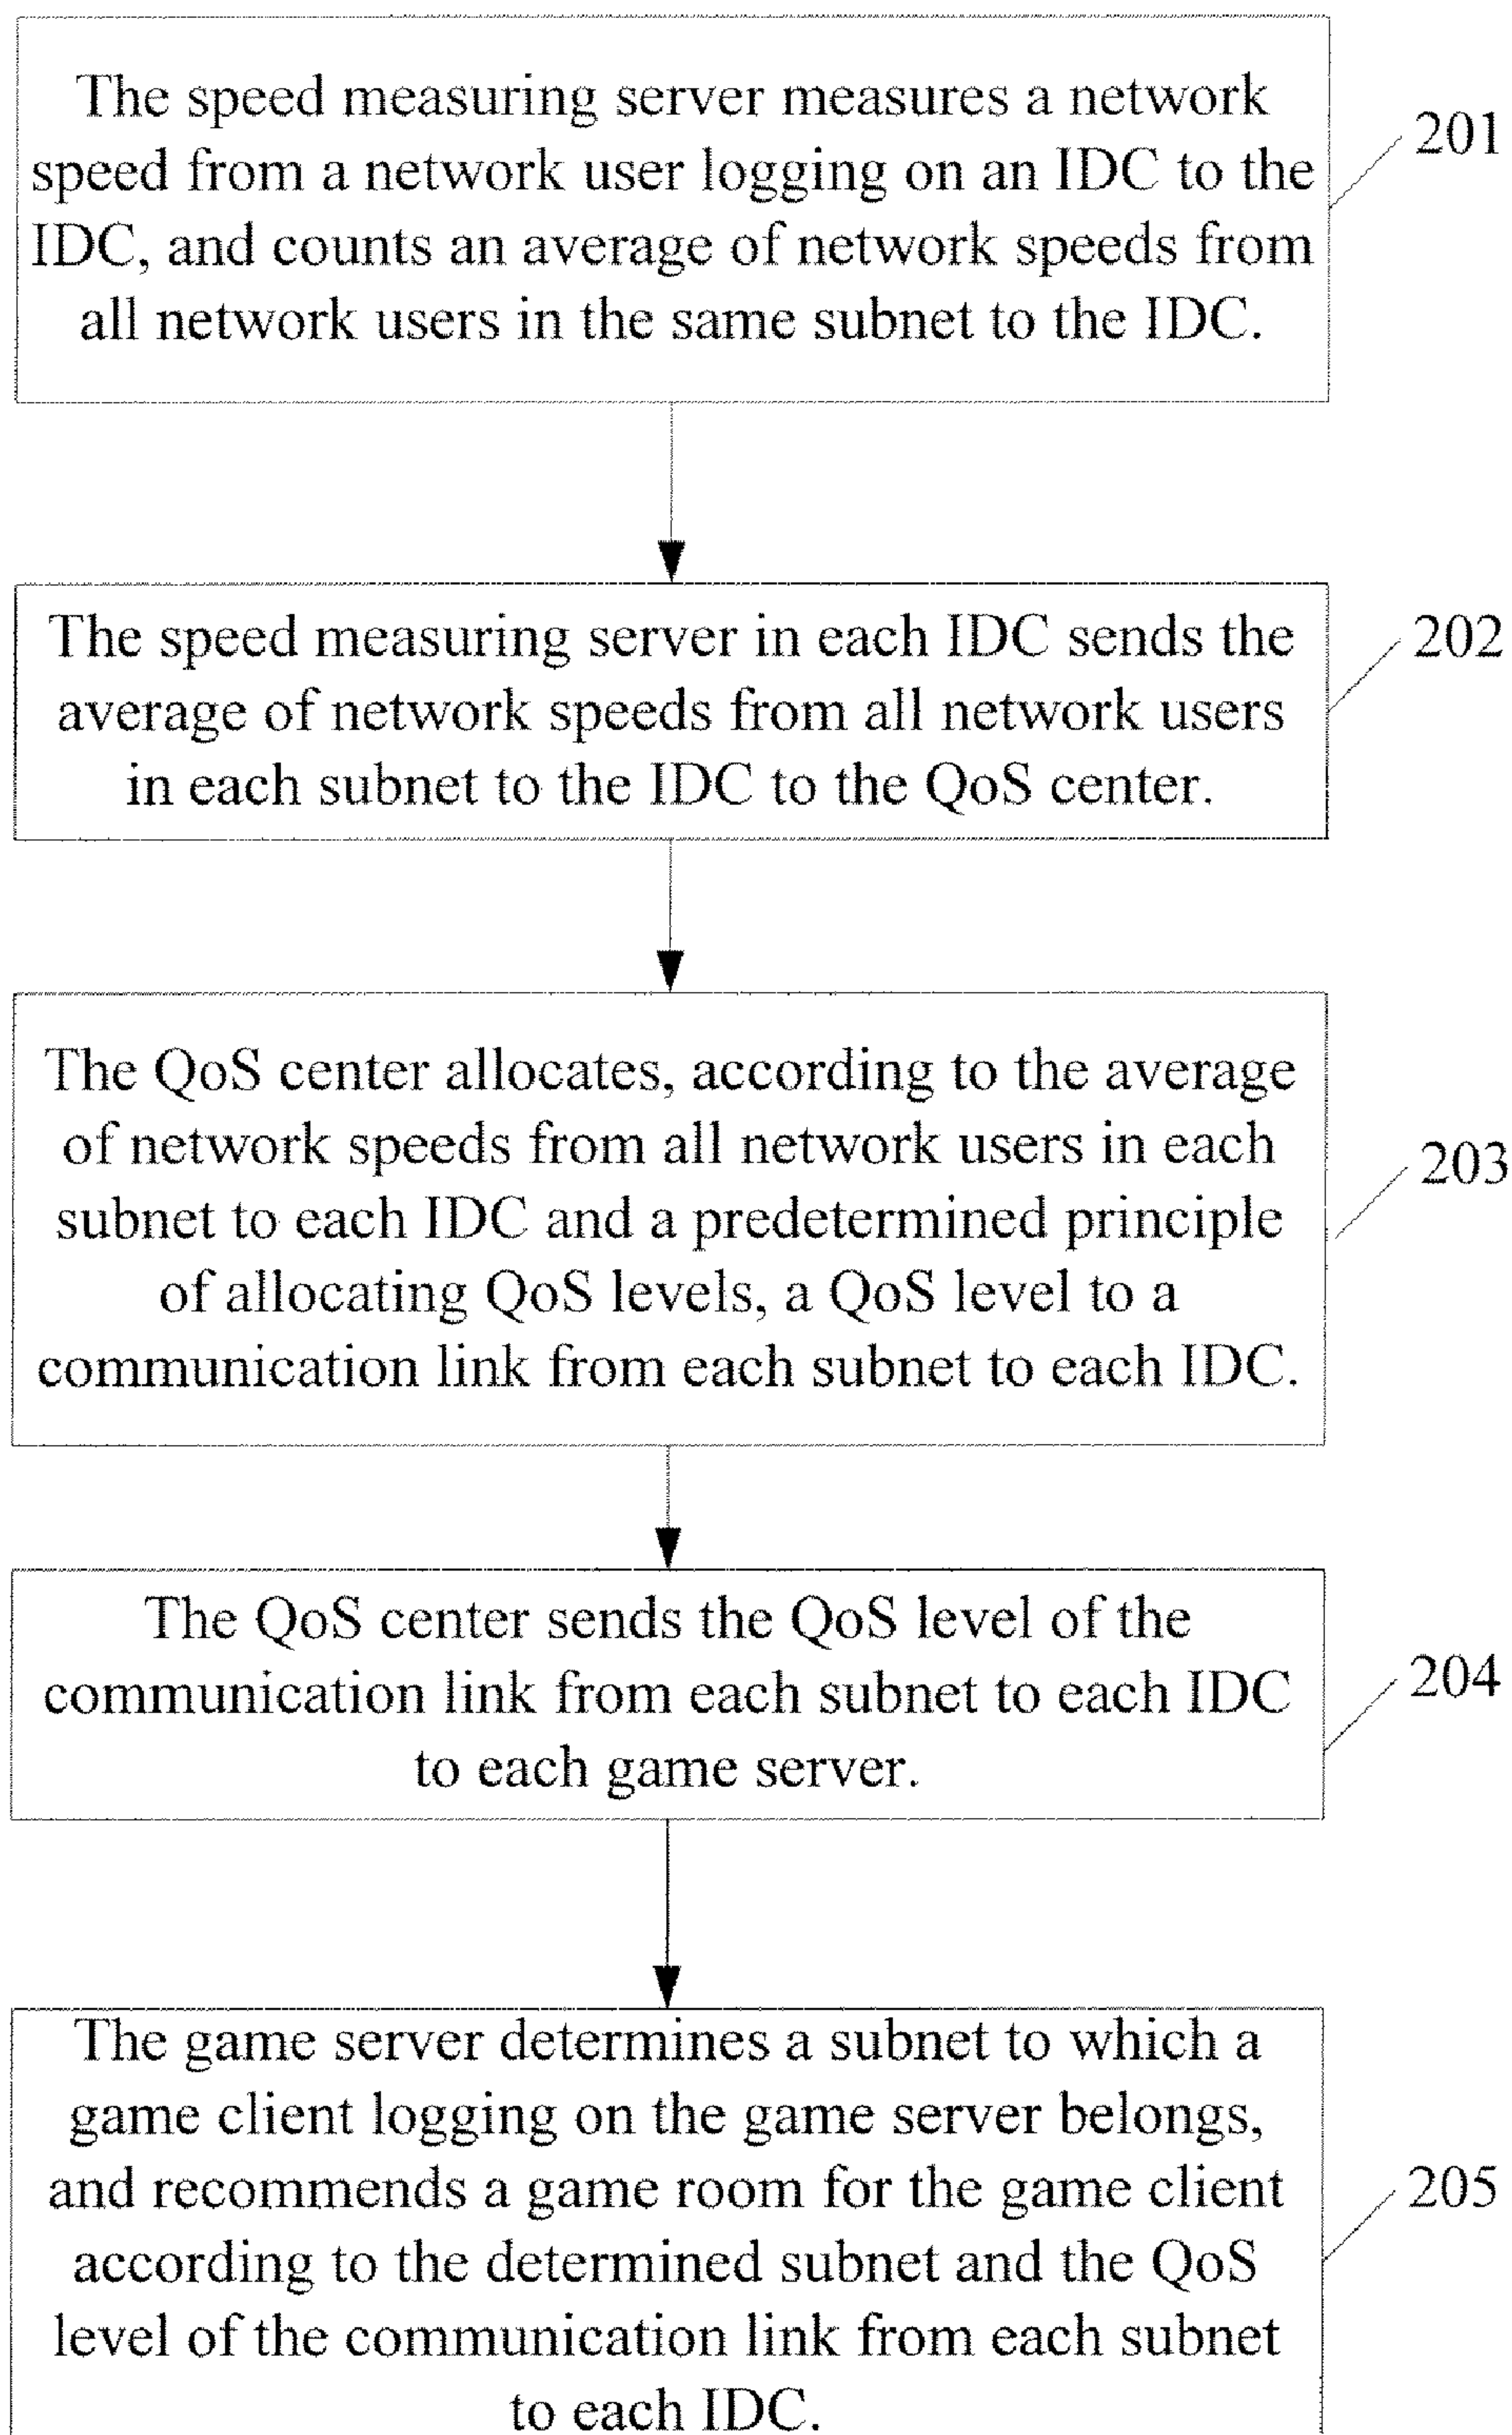 The speed measuring server measures a network
speed from a network user logging on an IDC to the
IDC, and counts an average of network speeds from
all network users in the same subnet to the IDC.
201
The speed measuring server in each IDC sends the
average of network speeds from all network users
in each subnet to the IDC to the QoS center.
202
The QoS center allocates, according to the average
of network speeds from all network users in each
subnet to each IDC and a predetermined principle
of allocating QoS levels, a QoS level to a
communication link from each subnet to each IDC.
203
The QoS center sends the QoS level of the
communication link from each subnet to each IDC
to each game server.
204
The game server determines a subnet to which a
game client logging on the game server belongs,
and recommends a game room for the game client
according to the determined subnet and the QoS
level of the communication link from each subnet
to each IDC.
205